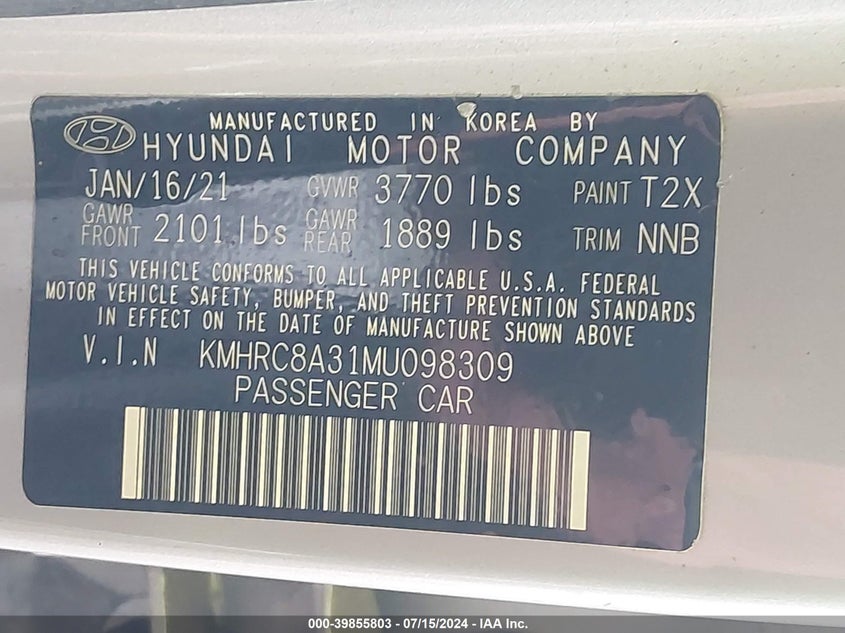 MANUFACTURED IN KOREA BY
HYUNDAI MOTOR COMPANY
JAN/16/21 GVWR 3770 lbs PAINT T2X
GAWR FRONT 2101 lbs GAWR REAR 1889 lbs TRIM NNB
THIS VEHICLE CONFORMS TO ALL APPLICABLE U.S.A. FEDERAL
MOTOR VEHICLE SAFETY, BUMPER, AND THEFT PREVENTION STANDARDS
IN EFFECT ON THE DATE OF MANUFACTURE SHOWN ABOVE
V.I.N KMHRC8A31MU098309
PASSENGER CAR
000-39855803 - 07/15/2024 - IAA Inc.